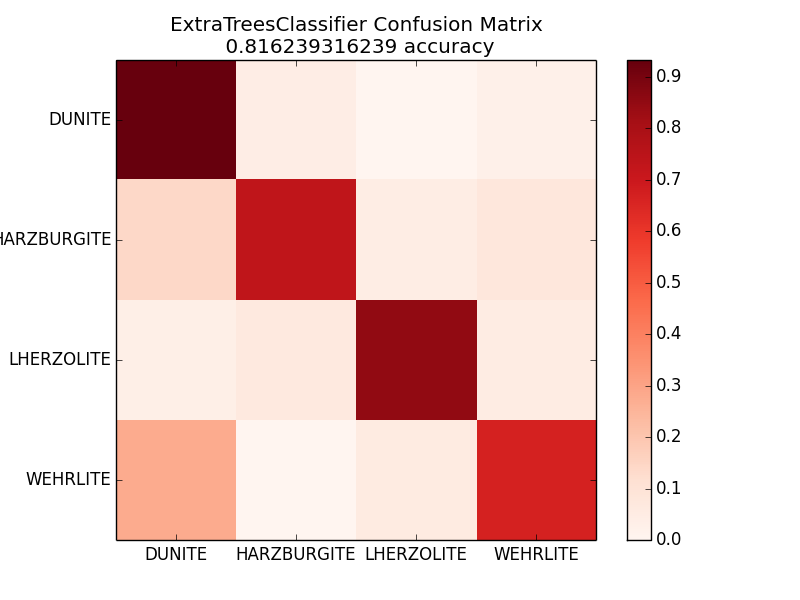 ExtraTreesClassifier Confusion Matrix
0.816239316239 accuracy
DUNITE
HARZBURGITE
LHERZOLITE
WEHRLITE
DUNITE HARZBURGITE LHERZOLITE WEHRLITE
0.9
0.8
0.7
0.6
0.5
0.4
0.3
0.2
0.1
0.0